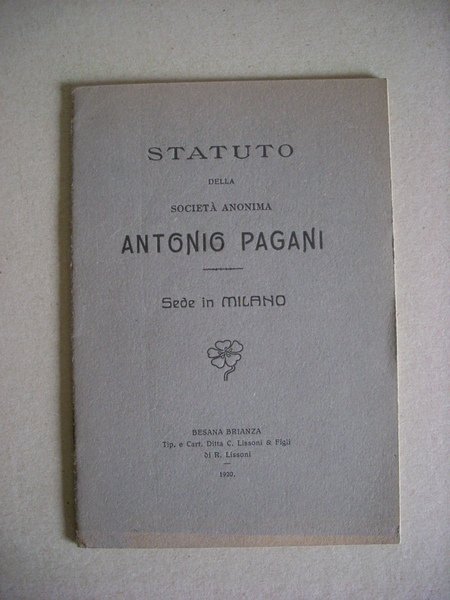 STATUTO
DELLA
SOCIETÀ ANONIMA
ANTONIO PAGANI
Sede in MILANO
BESANA BRIANZA
Tip. e Cart. Ditta C. Lissoni & Figli
di R. Lissoni
1920.